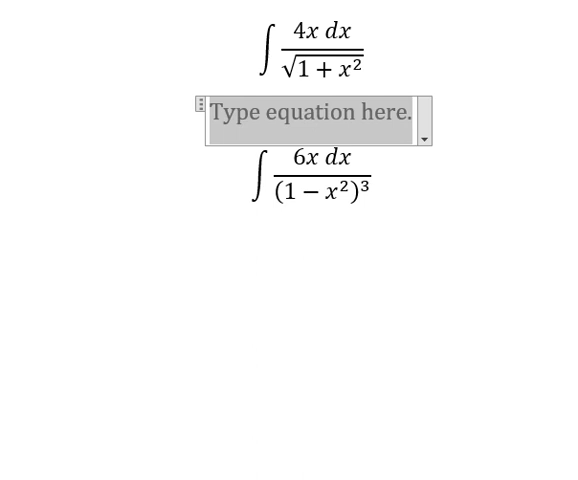 ∫ 4x dx / √(1 + x²)
Type equation here.
∫ 6x dx / (1 − x²)³